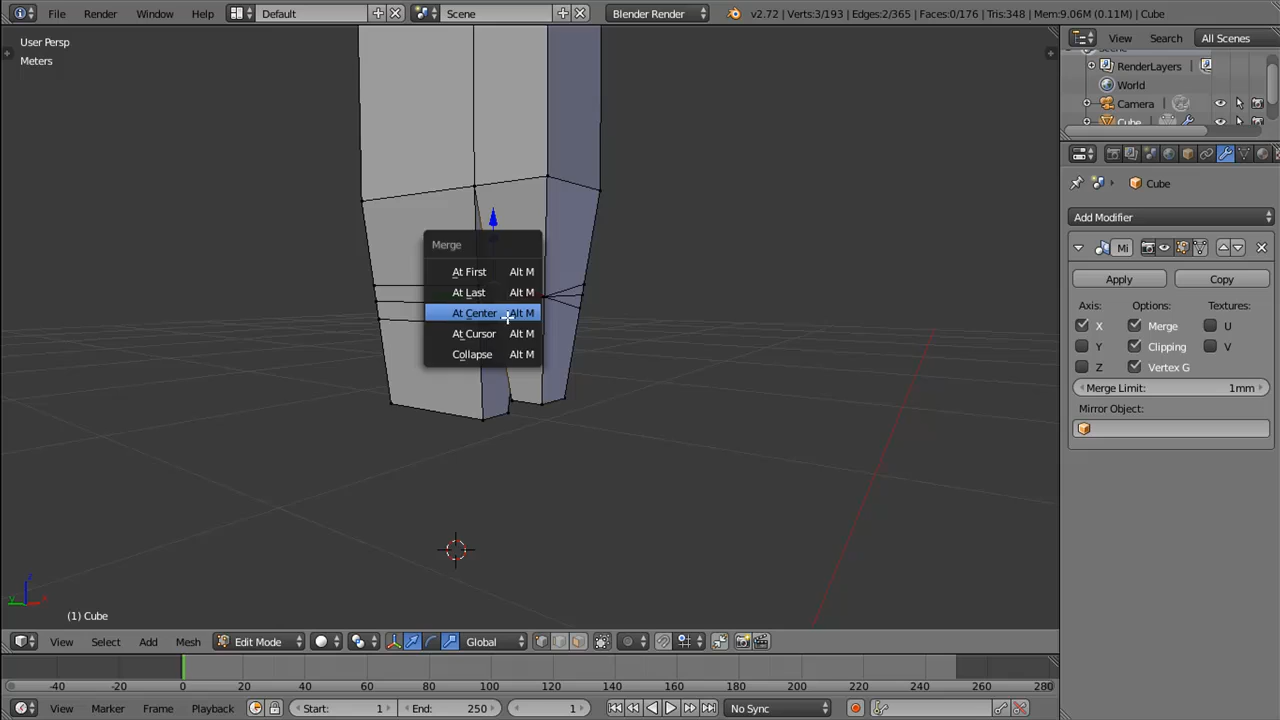 File Render Window Help Default Scene Blender Render v2.72 | Verts:3/193 | Edges:2/365 | Faces:0/176 | Tris:348 | Mem:9.06M (0.11M) | Cube
User Persp
Meters
View Search All Scenes
RenderLayers
World
Camera
Cube
Cube
Add Modifier
Mi
Apply Copy
Axis: Options: Textures:
X Merge U
Y Clipping V
Z Vertex G
Merge Limit: 1mm
Mirror Object:
Merge
At First Alt M
At Last Alt M
At Center Alt M
At Cursor Alt M
Collapse Alt M
(1) Cube
View Select Add Mesh Edit Mode Global
-40 -20 0 20 40 60 80 100 120 140 160 180 200 220 240 260 280
View Marker Frame Playback Start: 1 End: 250 1 No Sync